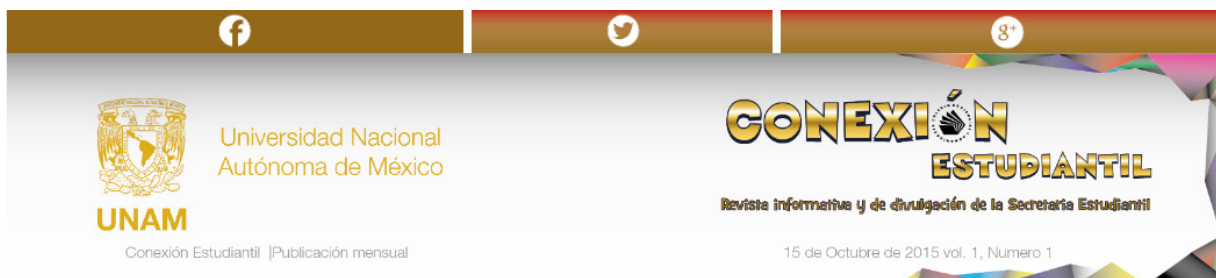 Universidad Nacional
Autónoma de México
UNAM
Conexión Estudiantil |Publicación mensual
CONEXIÓN
ESTUDIANTIL
Revista informativa y de divulgación de la Secretaria Estudiantil
15 de Octubre de 2015 vol. 1, Numero 1